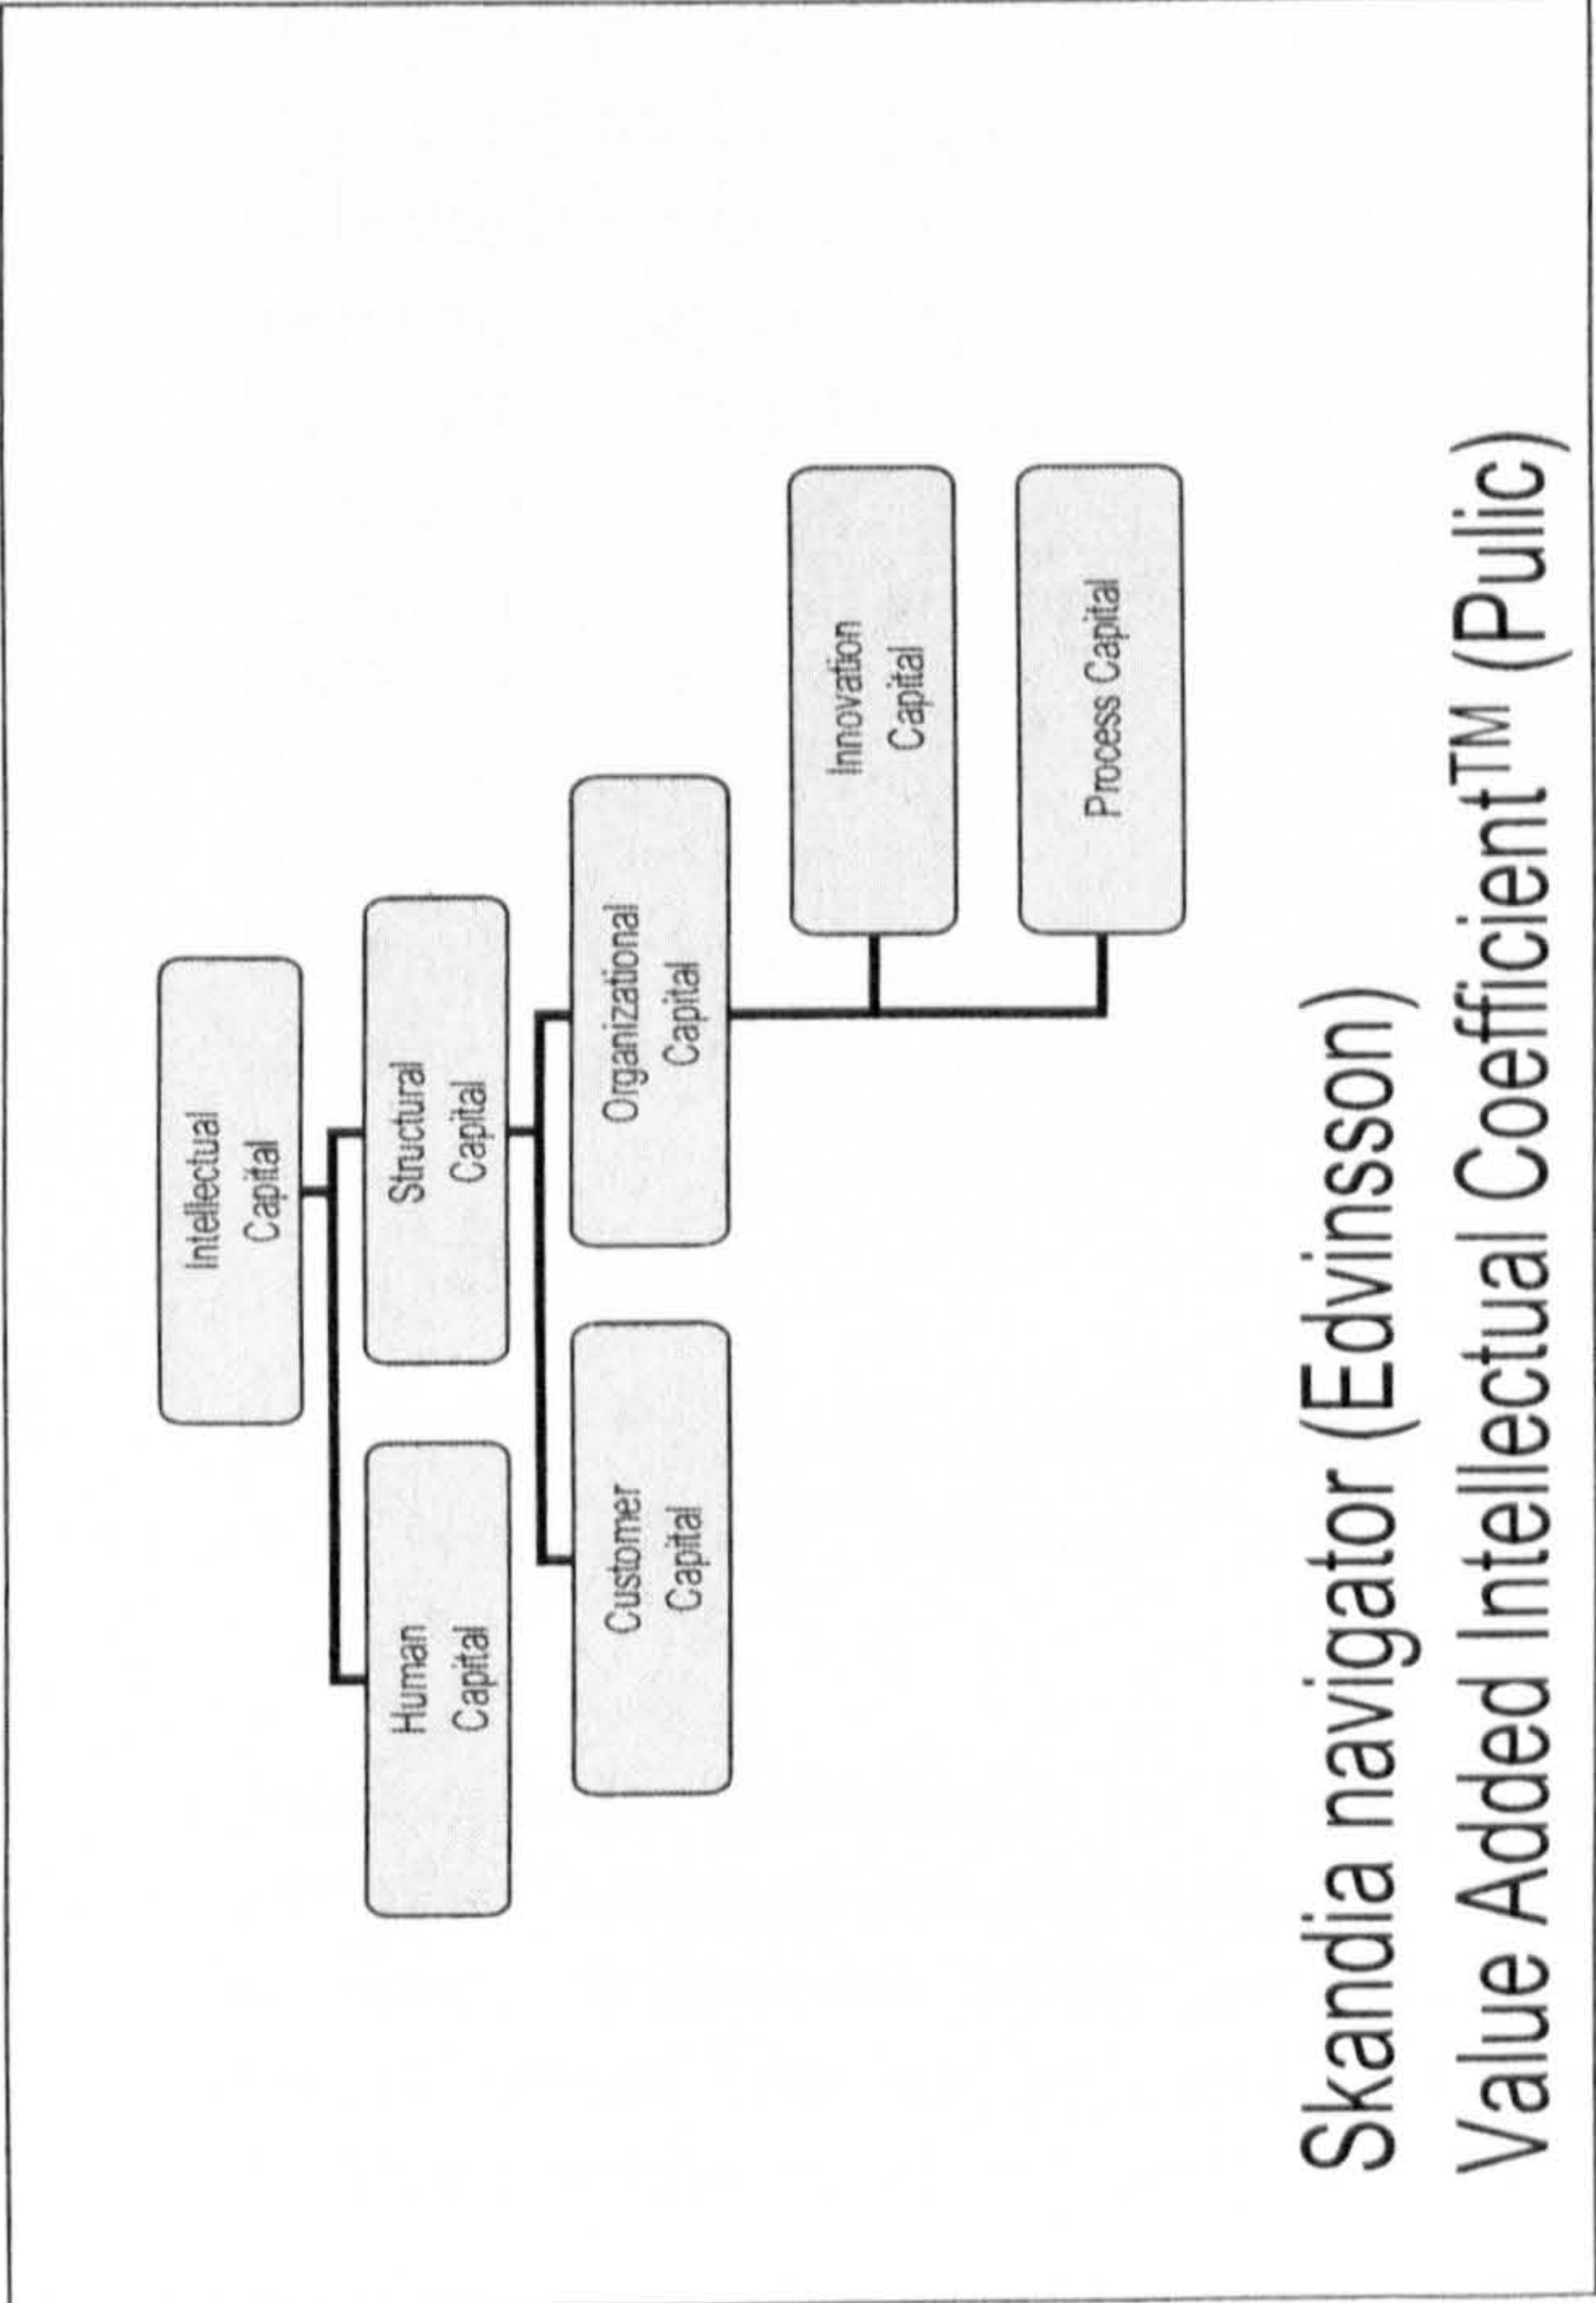 Intellectual
Capital
Human
Capital
Structural
Capital
Customer
Capital
Organizational
Capital
Innovation
Capital
Process Capital
Skandia navigator (Edvinsson)
Value Added Intellectual Coefficient™ (Pulic)